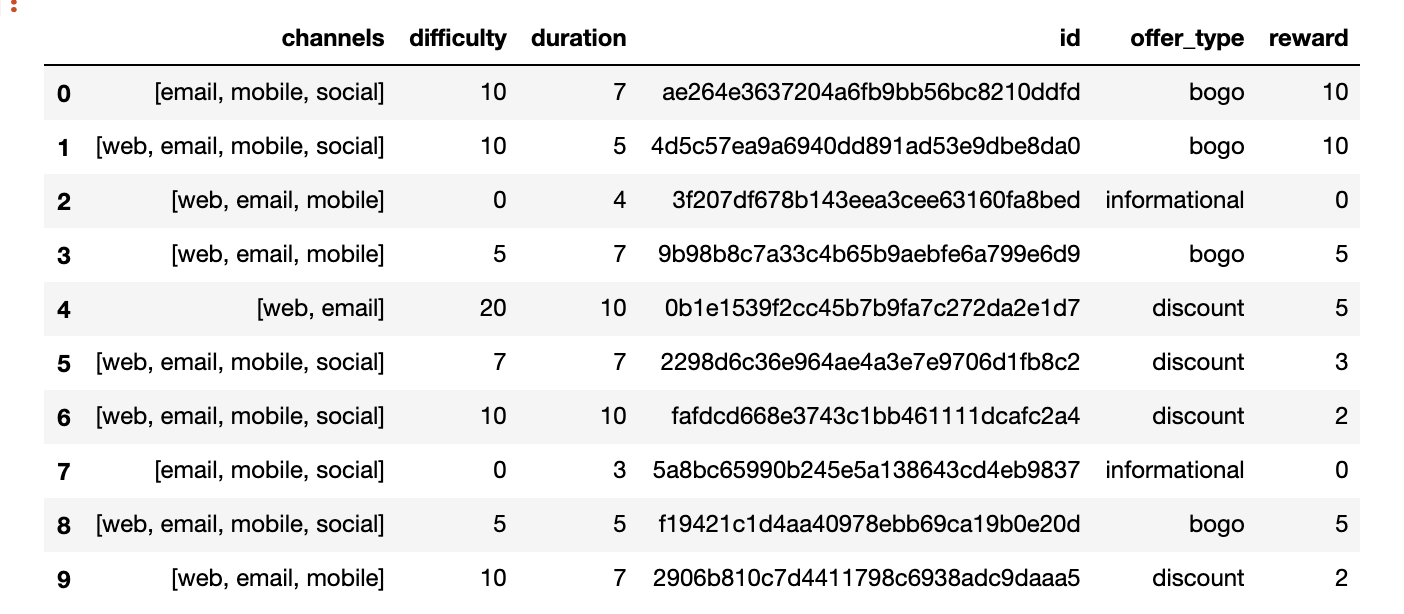 channels difficulty duration id offer_type reward
0 [email, mobile, social] 10 7 ae264e3637204a6fb9bb56bc8210ddfd bogo 10
1 [web, email, mobile, social] 10 5 4d5c57ea9a6940dd891ad53e9dbe8da0 bogo 10
2 [web, email, mobile] 0 4 3f207df678b143eea3cee63160fa8bed informational 0
3 [web, email, mobile] 5 7 9b98b8c7a33c4b65b9aebfe6a799e6d9 bogo 5
4 [web, email] 20 10 0b1e1539f2cc45b7b9fa7c272da2e1d7 discount 5
5 [web, email, mobile, social] 7 7 2298d6c36e964ae4a3e7e9706d1fb8c2 discount 3
6 [web, email, mobile, social] 10 10 fafdcd668e3743c1bb461111dcafc2a4 discount 2
7 [email, mobile, social] 0 3 5a8bc65990b245e5a138643cd4eb9837 informational 0
8 [web, email, mobile, social] 5 5 f19421c1d4aa40978ebb69ca19b0e20d bogo 5
9 [web, email, mobile] 10 7 2906b810c7d4411798c6938adc9daaa5 discount 2